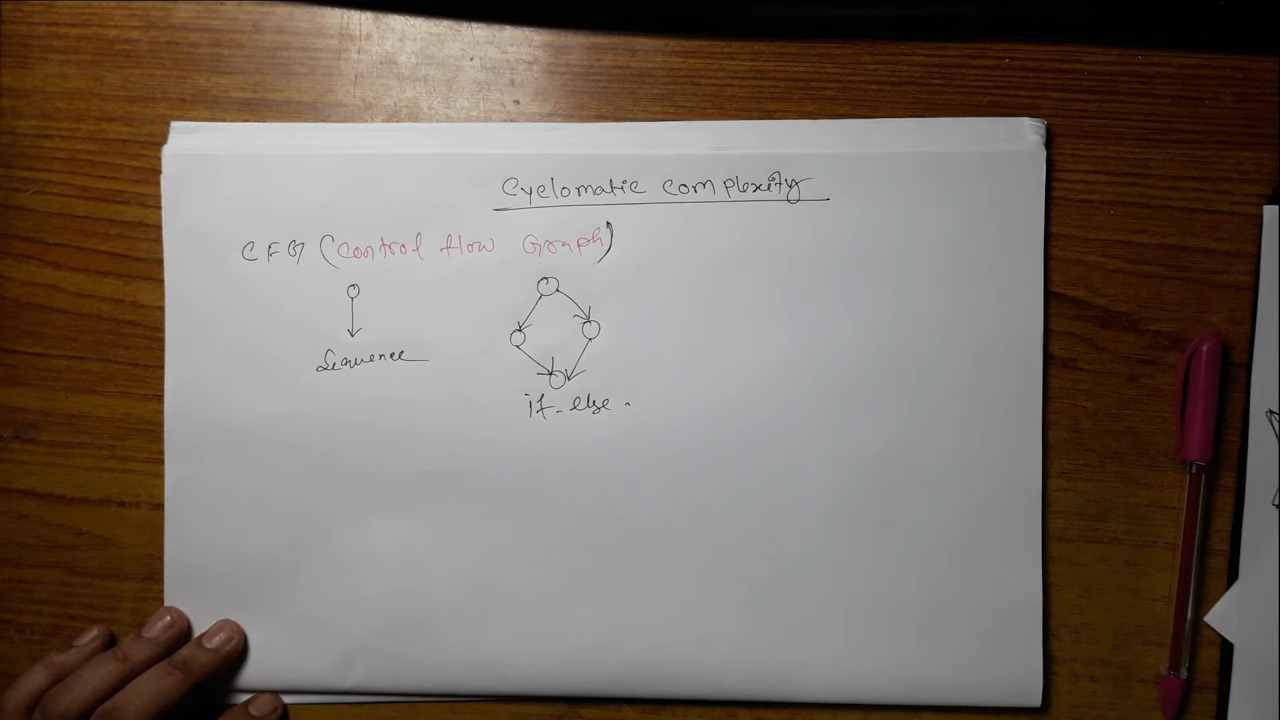 Cyclomatic complexity
CFG (Control flow Graph)
Sequence
if-else.